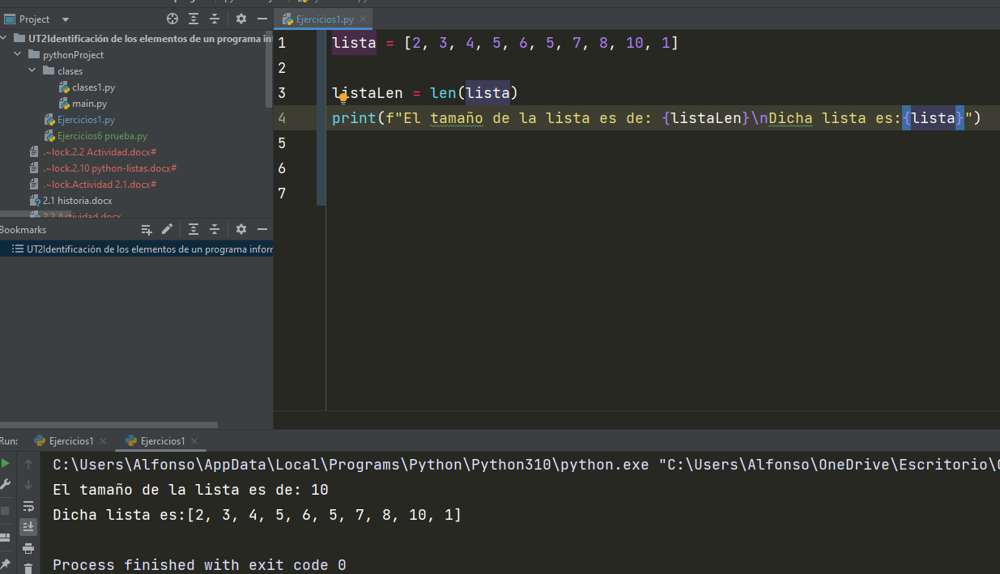 Project
Ejercicios1.py
UT2Identificación de los elementos de un programa in
pythonProject
clases
clases1.py
main.py
Ejercicios1.py
Ejercicios6 prueba.py
.~lock.2.2 Actividad.docx#
.~lock.2.10 python-listas.docx#
.~lock.Actividad 2.1.docx#
2.1 historia.docx
2.2 Actividad.docx
Bookmarks
UT2Identificación de los elementos de un programa inforr
1 lista = [2, 3, 4, 5, 6, 5, 7, 8, 10, 1]
2
3 listaLen = len(lista)
4 print(f"El tamaño de la lista es de: {listaLen}\nDicha lista es:{lista}")
5
6
7
Run: Ejercicios1 Ejercicios1
C:\Users\Alfonso\AppData\Local\Programs\Python\Python310\python.exe "C:\Users\Alfonso\OneDrive\Escritorio\
El tamaño de la lista es de: 10
Dicha lista es:[2, 3, 4, 5, 6, 5, 7, 8, 10, 1]
Process finished with exit code 0